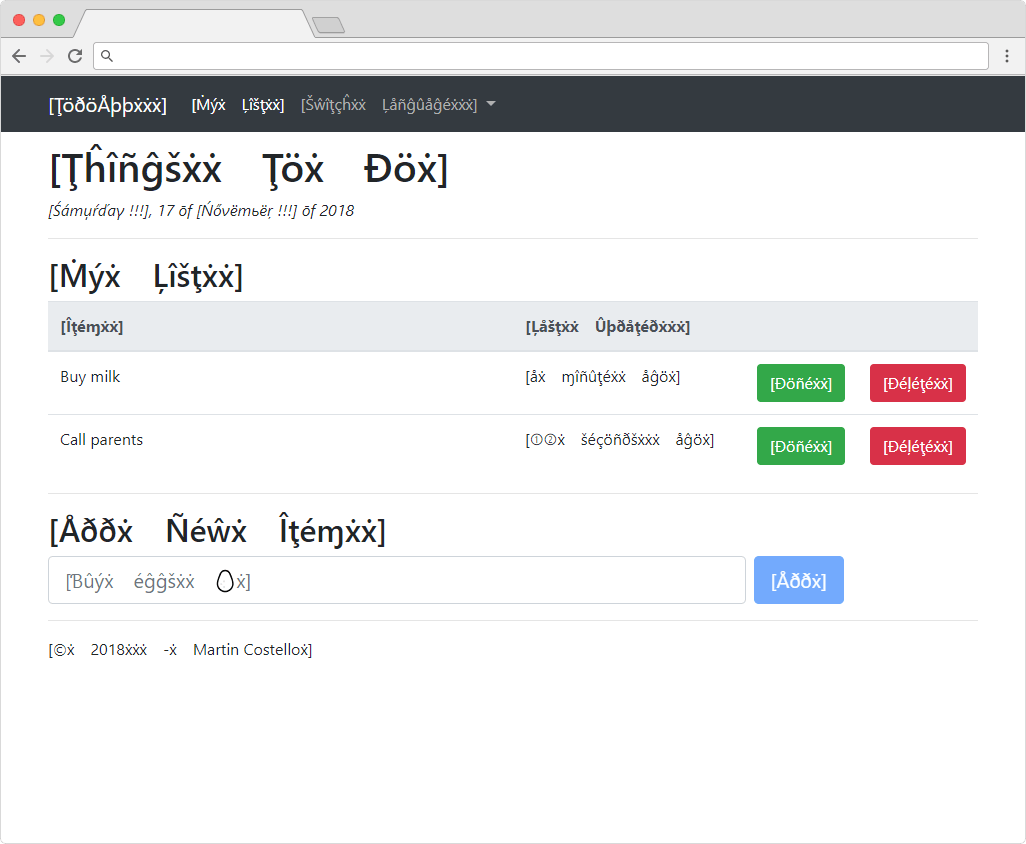 [ŢöðöÅþþẋẋẋ] [Ṁýẋ Ļîšţẋẋ] [Šŵîţçĥẋẋ Ļåñĝûåĝéẋẋẋ]
[Ţĥîñĝšẋẋ Ţöẋ Ðöẋ]
[Śámụŕďαγ !!!], 17 ōf [Ńővëmьëŗ !!!] ōf 2018
[Ṁýẋ Ļîšţẋẋ]
[Îţéɱẋẋ] [Ļåšţẋẋ Ûþðåţéðẋẋẋ]
Buy milk [åẋ ɱîñûţéẋẋ åĝöẋ] [Ðöñéẋẋ] [Ðéļéţéẋẋ]
Call parents [①②ẋ šéçöñðšẋẋẋ åĝöẋ] [Ðöñéẋẋ] [Ðéļéţéẋẋ]
[Åððẋ Ñéŵẋ Îţéɱẋẋ]
[Ɓûýẋ éĝĝšẋẋ 🥚ẋ] [Åððẋ]
[©ẋ 2018ẋẋẋ -ẋ Martin Costelloẋ]